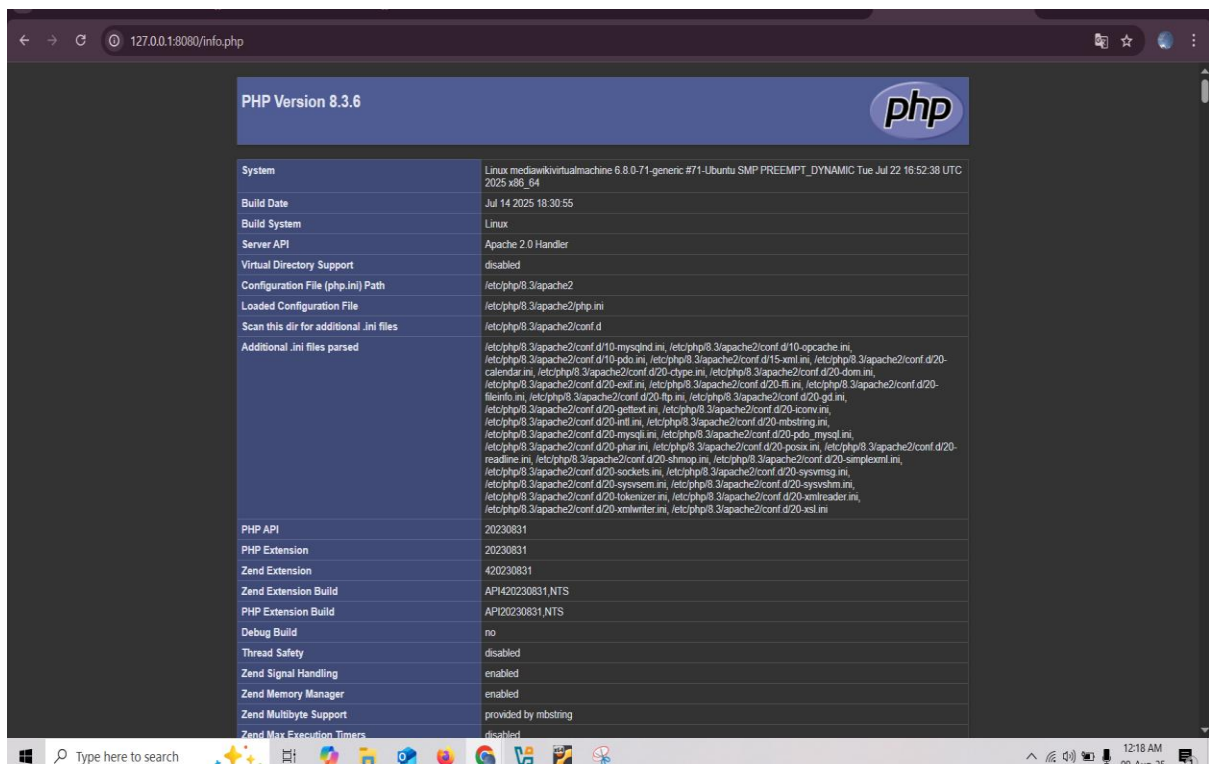 127.0.0.1:8080/info.php
PHP Version 8.3.6
php
System Linux mediawikivirtualmachine 6.8.0-71-generic #71-Ubuntu SMP PREEMPT_DYNAMIC Tue Jul 22 16:52:38 UTC
2025 x86_64
Build Date Jul 14 2025 18:30:55
Build System Linux
Server API Apache 2.0 Handler
Virtual Directory Support disabled
Configuration File (php.ini) Path /etc/php/8.3/apache2
Loaded Configuration File /etc/php/8.3/apache2/php.ini
Scan this dir for additional .ini files /etc/php/8.3/apache2/conf.d
Additional .ini files parsed /etc/php/8.3/apache2/conf.d/10-mysqlnd.ini, /etc/php/8.3/apache2/conf.d/10-opcache.ini,
/etc/php/8.3/apache2/conf.d/10-pdo.ini, /etc/php/8.3/apache2/conf.d/15-xml.ini, /etc/php/8.3/apache2/conf.d/20-
calendar.ini, /etc/php/8.3/apache2/conf.d/20-ctype.ini, /etc/php/8.3/apache2/conf.d/20-dom.ini,
/etc/php/8.3/apache2/conf.d/20-exif.ini, /etc/php/8.3/apache2/conf.d/20-ffi.ini, /etc/php/8.3/apache2/conf.d/20-
fileinfo.ini, /etc/php/8.3/apache2/conf.d/20-ftp.ini, /etc/php/8.3/apache2/conf.d/20-gd.ini,
/etc/php/8.3/apache2/conf.d/20-gettext.ini, /etc/php/8.3/apache2/conf.d/20-iconv.ini,
/etc/php/8.3/apache2/conf.d/20-intl.ini, /etc/php/8.3/apache2/conf.d/20-mbstring.ini,
/etc/php/8.3/apache2/conf.d/20-mysqli.ini, /etc/php/8.3/apache2/conf.d/20-pdo_mysql.ini,
/etc/php/8.3/apache2/conf.d/20-phar.ini, /etc/php/8.3/apache2/conf.d/20-posix.ini, /etc/php/8.3/apache2/conf.d/20-
readline.ini, /etc/php/8.3/apache2/conf.d/20-shmop.ini, /etc/php/8.3/apache2/conf.d/20-simplexml.ini,
/etc/php/8.3/apache2/conf.d/20-sockets.ini, /etc/php/8.3/apache2/conf.d/20-sysvmsg.ini,
/etc/php/8.3/apache2/conf.d/20-sysvsem.ini, /etc/php/8.3/apache2/conf.d/20-sysvshm.ini,
/etc/php/8.3/apache2/conf.d/20-tokenizer.ini, /etc/php/8.3/apache2/conf.d/20-xmlreader.ini,
/etc/php/8.3/apache2/conf.d/20-xmlwriter.ini, /etc/php/8.3/apache2/conf.d/20-xsl.ini
PHP API 20230831
PHP Extension 20230831
Zend Extension 420230831
Zend Extension Build API420230831,NTS
PHP Extension Build API20230831,NTS
Debug Build no
Thread Safety disabled
Zend Signal Handling enabled
Zend Memory Manager enabled
Zend Multibyte Support provided by mbstring
Zend Max Execution Timers disabled
Type here to search 12:18 AM